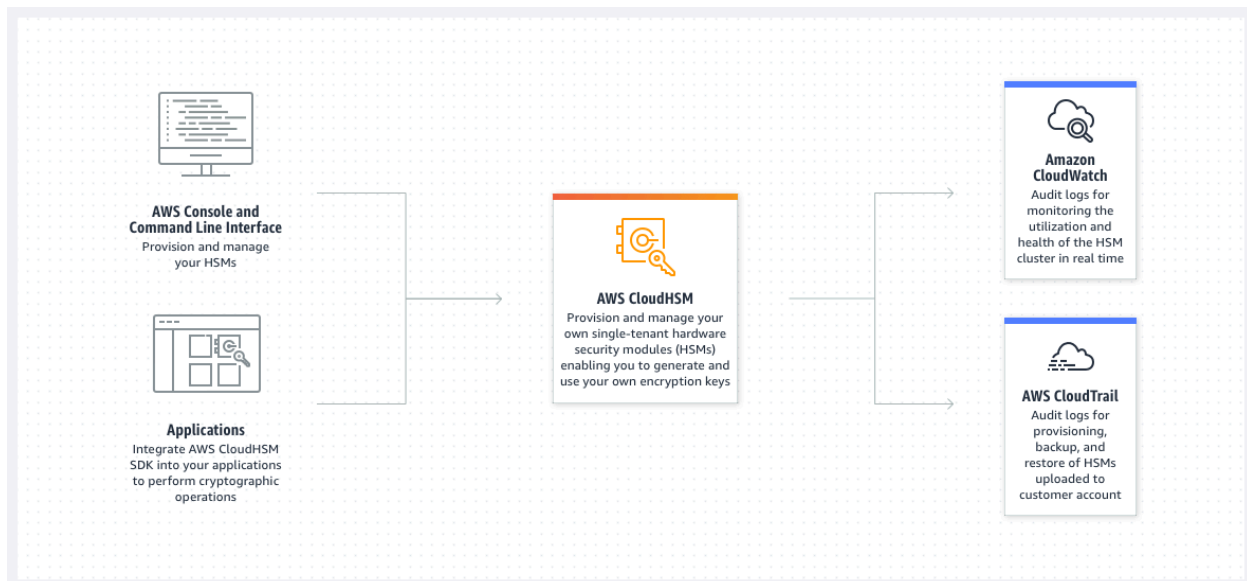 AWS Console and
Command Line Interface
Provision and manage
your HSMs
Applications
Integrate AWS CloudHSM
SDK into your applications
to perform cryptographic
operations
AWS CloudHSM
Provision and manage your
own single-tenant hardware
security modules (HSMs)
enabling you to generate and
use your own encryption keys
Amazon
CloudWatch
Audit logs for
monitoring the
utilization and
health of the HSM
cluster in real time
AWS CloudTrail
Audit logs for
provisioning,
backup, and
restore of HSMs
uploaded to
customer account